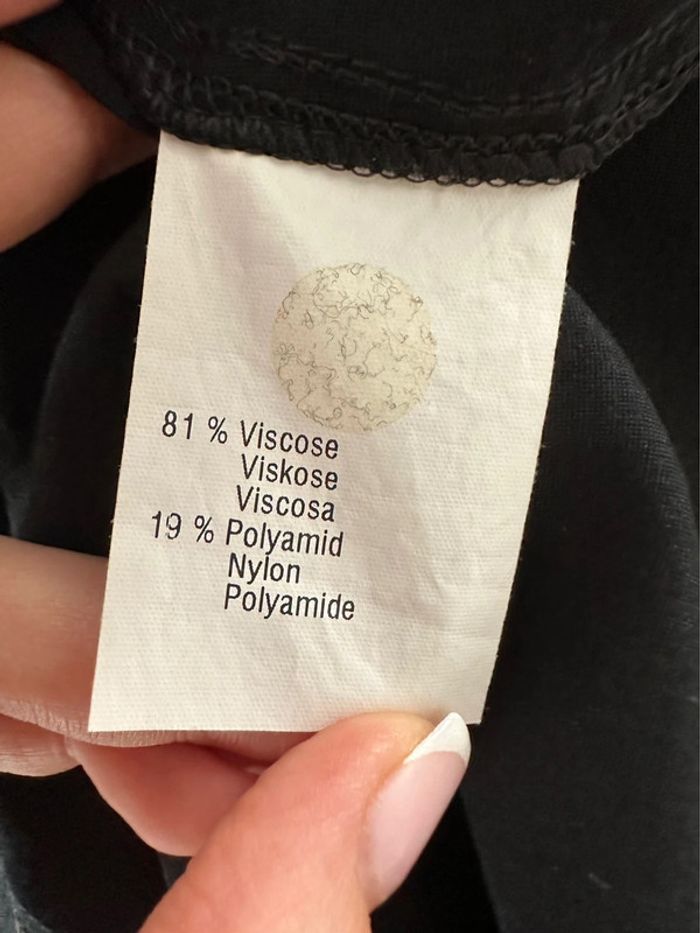 81 % Viscose
Viskose
Viscosa
19 % Polyamid
Nylon
Polyamide